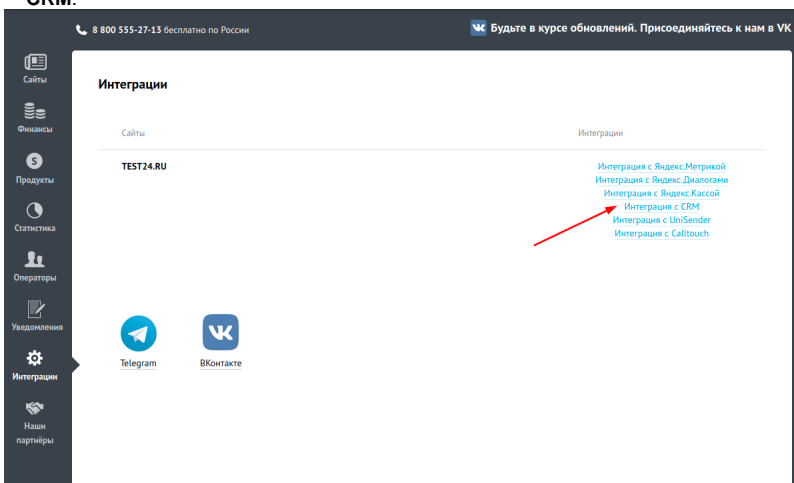 CRM.
8 800 555-27-13 бесплатно по России
Будьте в курсе обновлений. Присоединяйтесь к нам в VK
Сайты
Финансы
Продукты
Статистика
Операторы
Уведомления
Интеграции
Наши
партнёры
Интеграции
Сайты
Интеграции
TEST24.RU
Интеграция с Яндекс.Метрикой
Интеграция с Яндекс.Диалогами
Интеграция с Яндекс.Кассой
Интеграция с CRM
Интеграция с UniSender
Интеграция с Calltouch
Telegram
ВКонтакте